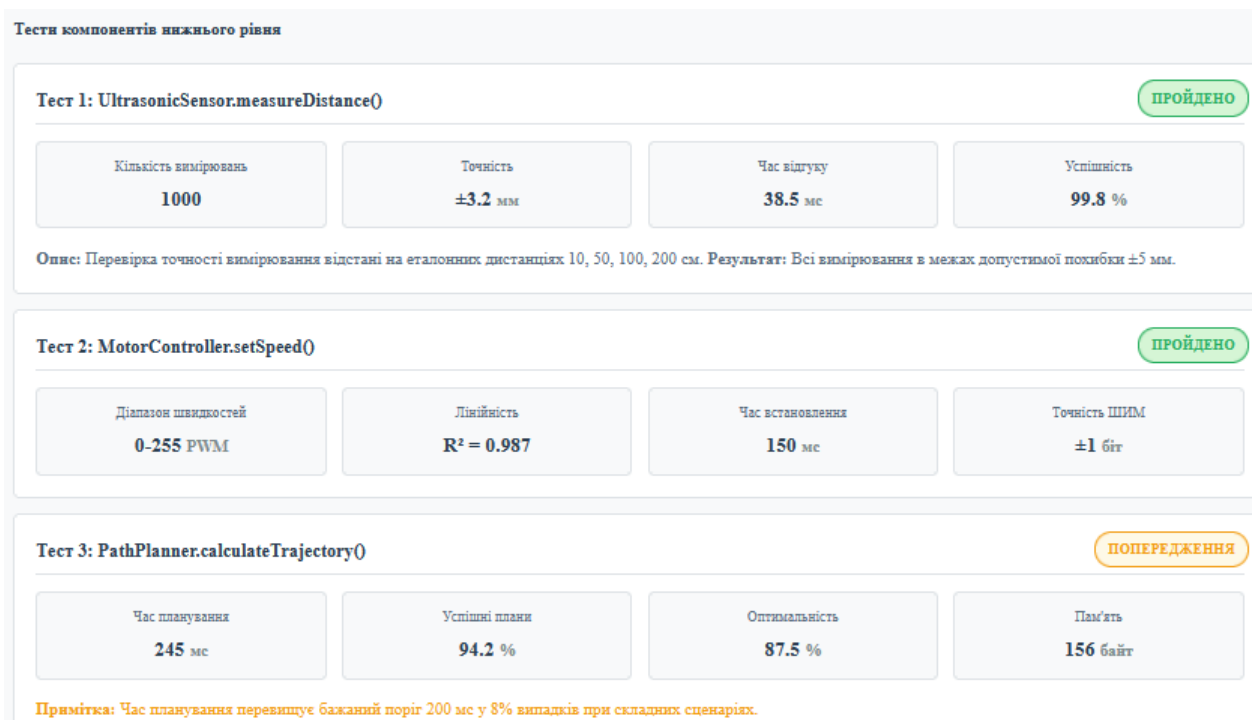 Тести компонентів нижнього рівня
Тест 1: UltrasonicSensor.measureDistance()
ПРОЙДЕНО
Кількість вимірювань
1000
Точність
±3.2 мм
Час відгуку
38.5 мс
Успішність
99.8 %
Опис: Перевірка точності вимірювання відстані на еталонних дистанціях 10, 50, 100, 200 см. Результат: Всі вимірювання в межах допустимої похибки ±5 мм.
Тест 2: MotorController.setSpeed()
ПРОЙДЕНО
Діапазон швидкостей
0-255 PWM
Лінійність
R² = 0.987
Час встановлення
150 мс
Точність ШИМ
±1 біт
Тест 3: PathPlanner.calculateTrajectory()
ПОПЕРЕДЖЕННЯ
Час планування
245 мс
Успішні плани
94.2 %
Оптимальність
87.5 %
Пам'ять
156 байт
Примітка: Час планування перевищує бажаний поріг 200 мс у 8% випадків при складних сценаріях.